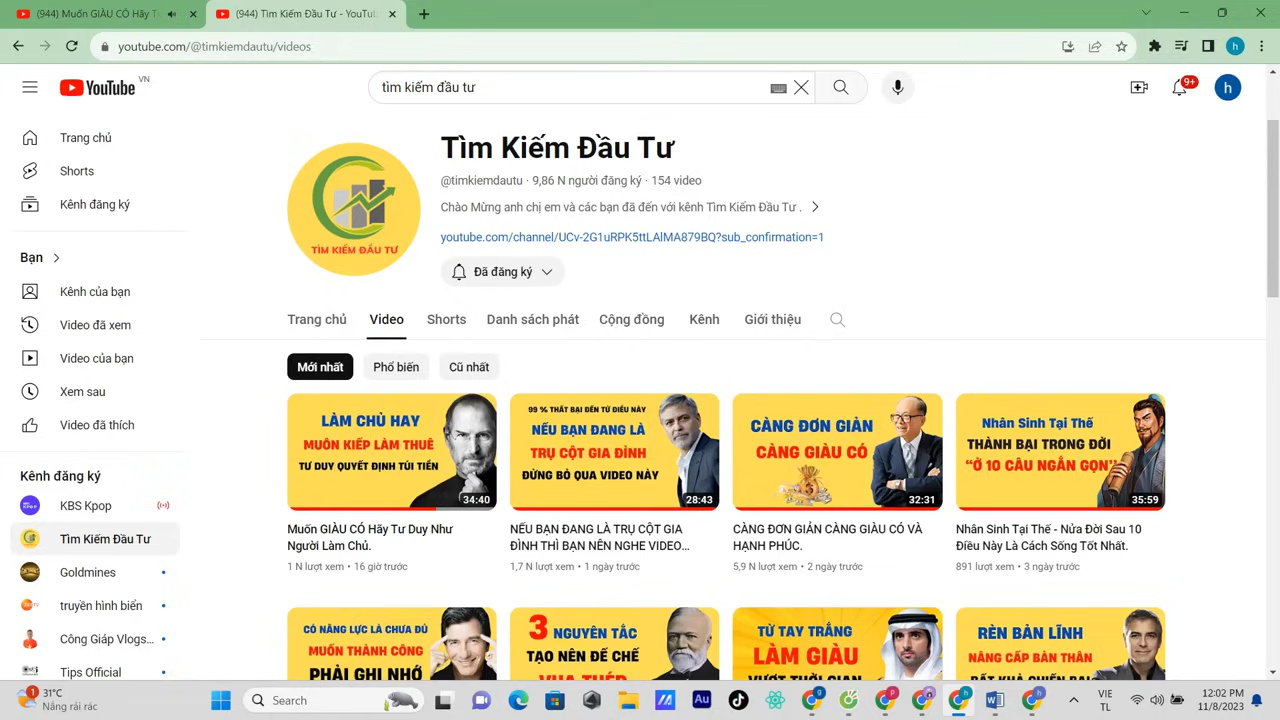 (944) Muốn GIÀU CÓ Hãy T
(944) Tìm Kiếm Đầu Tư - YouTub
youtube.com/@timkiemdautu/videos
YouTube VN
tìm kiếm đầu tư
9+
h
Trang chủ
Shorts
Kênh đăng ký
Bạn
Kênh của bạn
Video đã xem
Video của bạn
Xem sau
Video đã thích
Kênh đăng ký
KBS Kpop
Tìm Kiếm Đầu Tư
Goldmines
truyền hình biển
Công Giáp Vlogs...
Tips Official
TÌM KIẾM ĐẦU TƯ
Tìm Kiếm Đầu Tư
@timkiemdautu · 9,86 N người đăng ký · 154 video
Chào Mừng anh chị em và các bạn đã đến với kênh Tìm Kiếm Đầu Tư .
youtube.com/channel/UCv-2G1uRPK5ttLAlMA879BQ?sub_confirmation=1
Đã đăng ký
Trang chủ Video Shorts Danh sách phát Cộng đồng Kênh Giới thiệu
Mới nhất Phổ biến Cũ nhất
LÀM CHỦ HAY
MUÔN KIẾP LÀM THUÊ
TƯ DUY QUYẾT ĐỊNH TÚI TIỀN
34:40
Muốn GIÀU CÓ Hãy Tư Duy Như
Người Làm Chủ.
1 N lượt xem • 16 giờ trước
99 % THẤT BẠI ĐẾN TỪ ĐIỀU NÀY
NẾU BẠN ĐANG LÀ
TRỤ CỘT GIA ĐÌNH
ĐỪNG BỎ QUA VIDEO NÀY
28:43
NẾU BẠN ĐANG LÀ TRỤ CỘT GIA
ĐÌNH THÌ BẠN NÊN NGHE VIDEO...
1,7 N lượt xem • 1 ngày trước
CÀNG ĐƠN GIẢN
CÀNG GIÀU CÓ
32:31
CÀNG ĐƠN GIẢN CÀNG GIÀU CÓ VÀ
HẠNH PHÚC.
5,9 N lượt xem • 2 ngày trước
Nhân Sinh Tại Thế
THÀNH BẠI TRONG ĐỜI
“Ở 10 CÂU NGẮN GỌN”
35:59
Nhân Sinh Tại Thế - Nửa Đời Sau 10
Điều Này Là Cách Sống Tốt Nhất.
891 lượt xem • 3 ngày trước
CÓ NĂNG LỰC LÀ CHƯA ĐỦ
MUỐN THÀNH CÔNG
PHẢI GHI NHỚ
3 NGUYÊN TẮC
TẠO NÊN ĐẾ CHẾ
VUA THÉP
TỪ TAY TRẮNG
LÀM GIÀU
VƯỢT THỜI GIAN
RÈN BẢN LĨNH
NÂNG CẤP BẢN THÂN
BẤT KHẢ CHIẾN BẠI
1
31°C
Nắng rải rác
Search
Au
VIE
TL
12:02 PM
11/8/2023